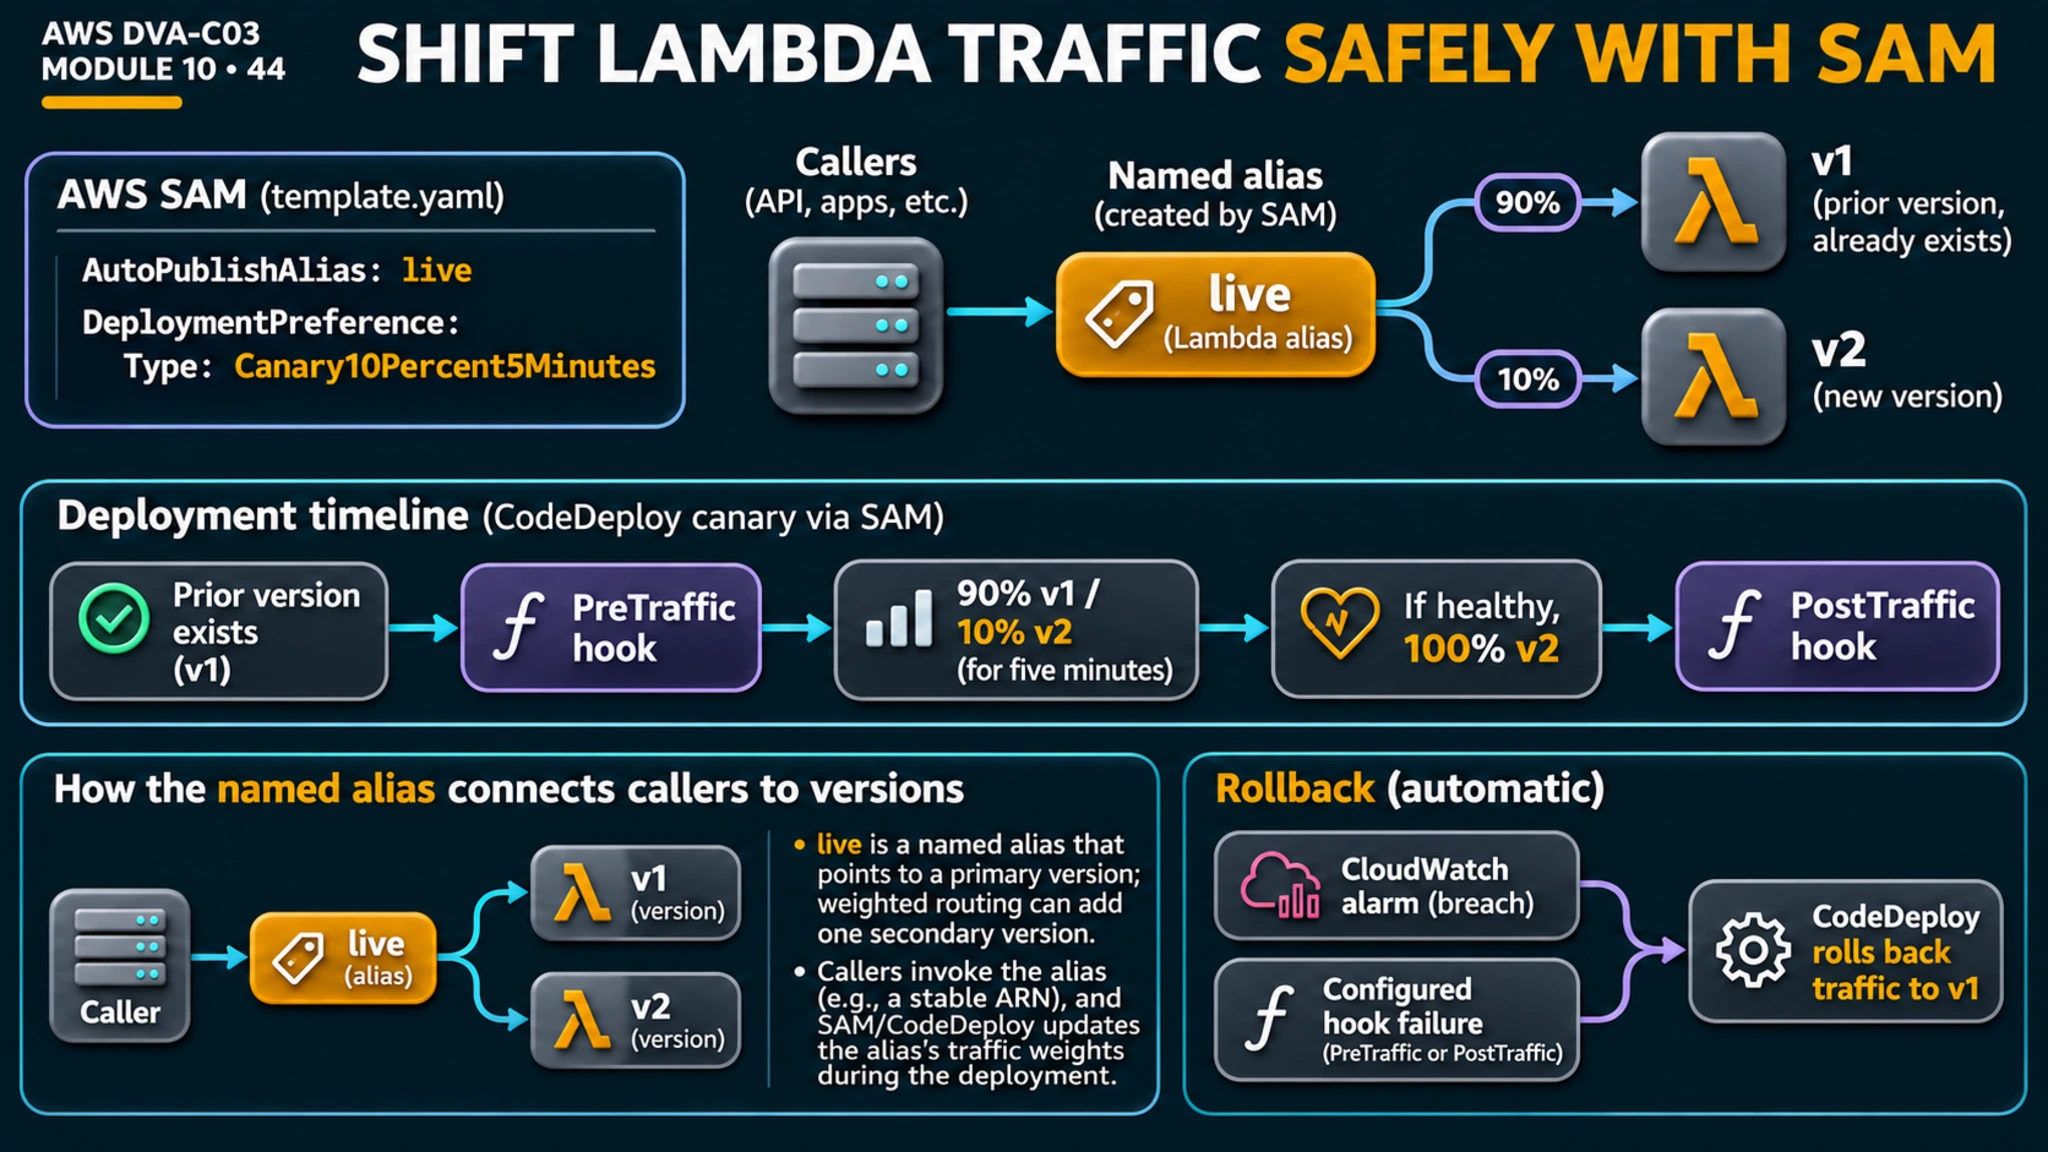 AWS DVA-C03
MODULE 10 • 44
SHIFT LAMBDA TRAFFIC SAFELY WITH SAM
AWS SAM (template.yaml)
AutoPublishAlias: live
DeploymentPreference:
Type: Canary10Percent5Minutes
Callers
(API, apps, etc.)
Named alias
(created by SAM)
live
(Lambda alias)
90%
v1
(prior version,
already exists)
10%
v2
(new version)
Deployment timeline (CodeDeploy canary via SAM)
Prior version
exists
(v1)
PreTraffic
hook
90% v1 /
10% v2
(for five minutes)
If healthy,
100% v2
PostTraffic
hook
How the named alias connects callers to versions
Caller
live
(alias)
v1
(version)
v2
(version)
• live is a named alias that
points to a primary version;
weighted routing can add
one secondary version.
• Callers invoke the alias
(e.g., a stable ARN), and
SAM/CodeDeploy updates
the alias's traffic weights
during the deployment.
Rollback (automatic)
CloudWatch
alarm (breach)
Configured
hook failure
(PreTraffic or PostTraffic)
CodeDeploy
rolls back
traffic to v1